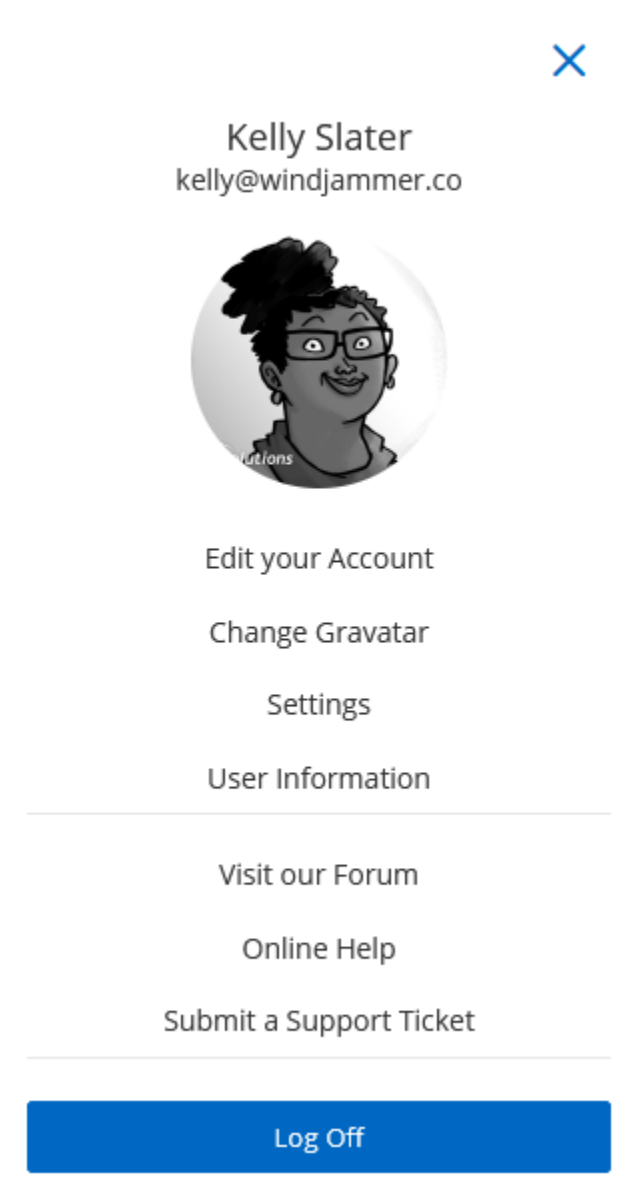 Kelly Slater
kelly@windjammer.co
Edit your Account
Change Gravatar
Settings
User Information
Visit our Forum
Online Help
Submit a Support Ticket
Log Off